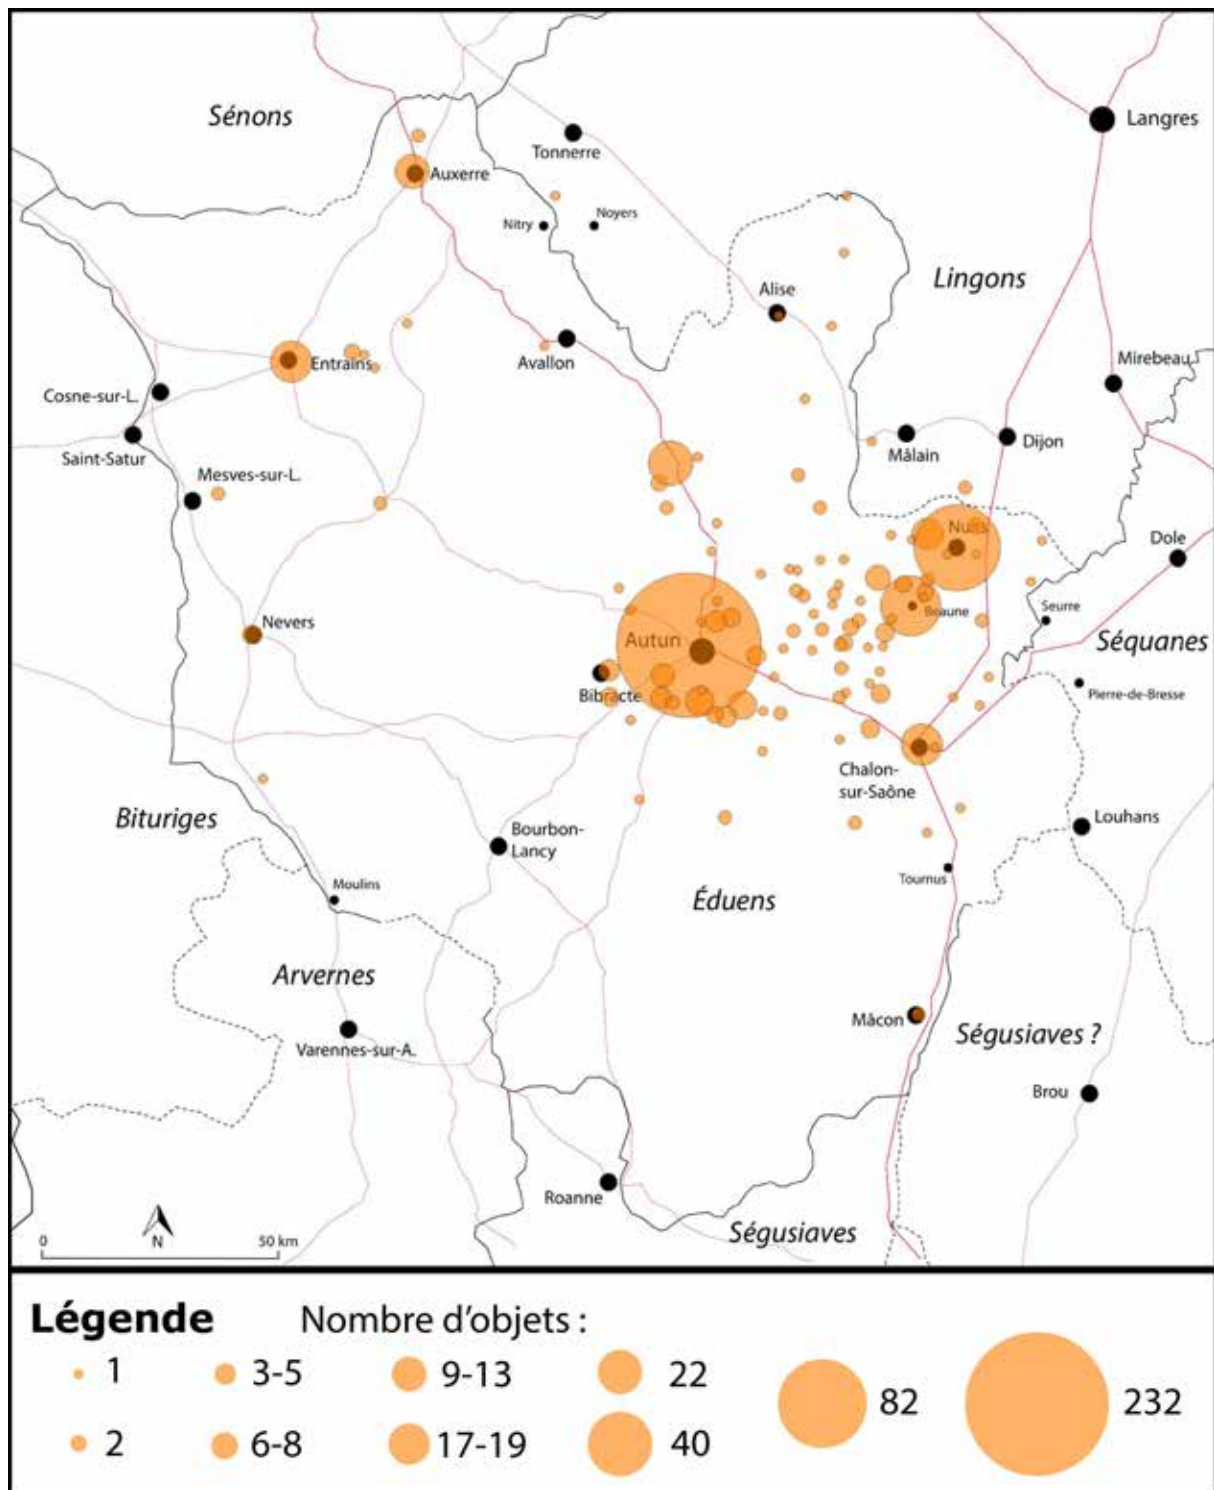 Sénons
Langres
Tonnerre
Auxerre
Nitry
Noyers
Lingons
Alise
Avallon
Entrains
Mirebeau
Cosne-sur-L.
Saint-Satur
Mâlain
Dijon
Mesves-sur-L.
Nuits
Dole
Beaune
Seurre
Nevers
Autun
Séquanes
Bibracte
Pierre-de-Bresse
Chalon-
sur-Saône
Bituriges
Bourbon-
Lancy
Louhans
Tournus
Moulins
Éduens
Arvernes
Mâcon
Ségusiaves ?
Varennes-sur-A.
Brou
Roanne
Ségusiaves
N
0
50 km
Légende
Nombre d'objets :
1
3-5
9-13
22
82
232
2
6-8
17-19
40